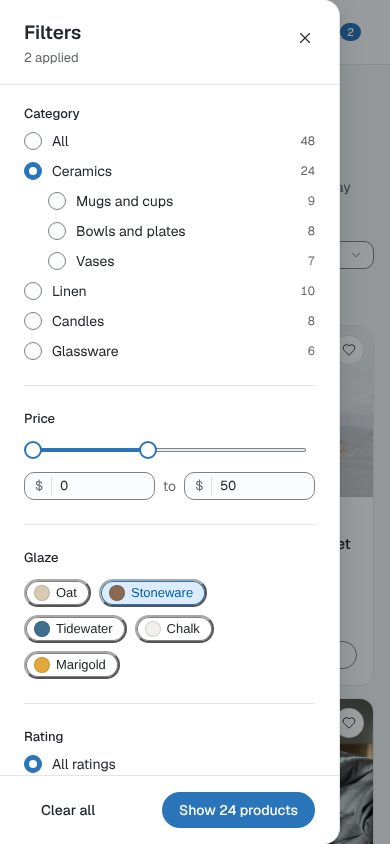 Filters
2
2 applied
Category
All 48
Ceramics 24
Mugs and cups 9
Bowls and plates 8
Vases 7
Linen 10
Candles 8
Glassware 6
Price
$ 0 to $ 50
Glaze
Oat Stoneware
Tidewater Chalk
Marigold
Rating
All ratings
Clear all Show 24 products